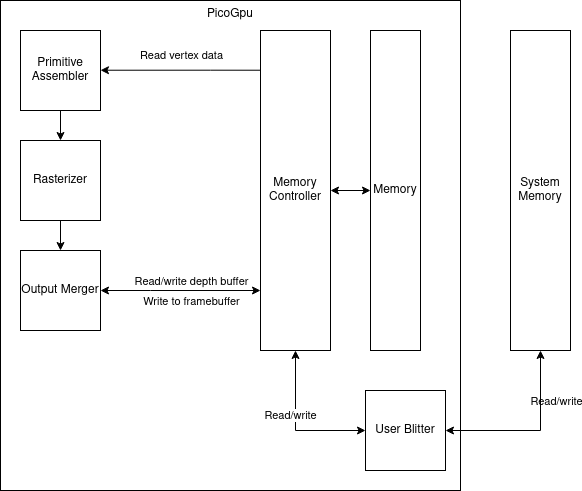 PicoGpu
Primitive
Assembler
Read vertex data
Rasterizer
Memory
Controller
Memory
System
Memory
Output Merger
Read/write depth buffer
Write to framebuffer
Read/write
User Blitter
Read/write